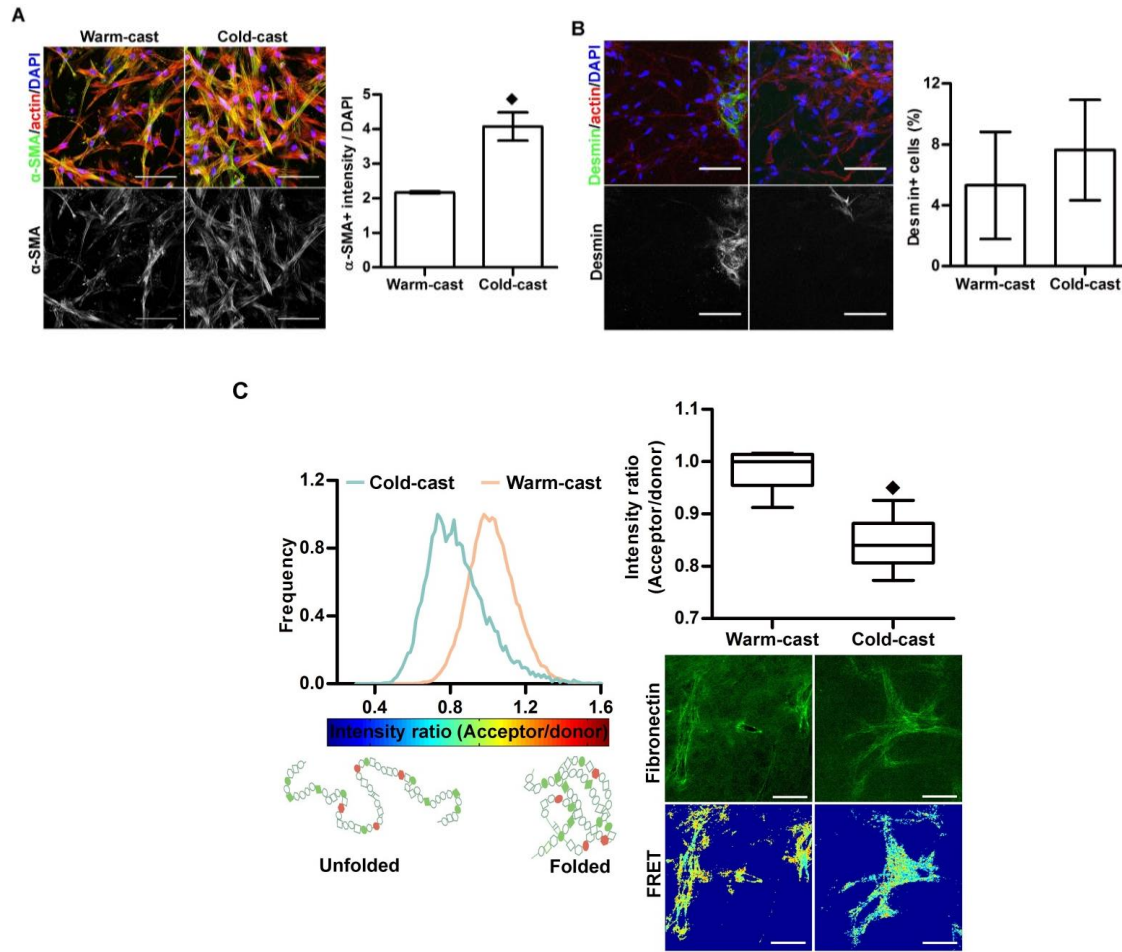 A
Warm-cast Cold-cast
α-SMA/actin/DAPI
α-SMA
α-SMA+ intensity / DAPI
5
4
3
2
1
0
◆
Warm-cast Cold-cast
B
Desmin/actin/DAPI
Desmin
Desmin+ cells (%)
12
8
4
0
Warm-cast Cold-cast
C
Frequency
1.2
0.8
0.4
0.0
Cold-cast Warm-cast
0.4 0.8 1.2 1.6
Intensity ratio (Acceptor/donor)
Unfolded Folded
Intensity ratio
(Acceptor/donor)
1.1
1.0
0.9
0.8
0.7
◆
Warm-cast Cold-cast
Fibronectin
FRET